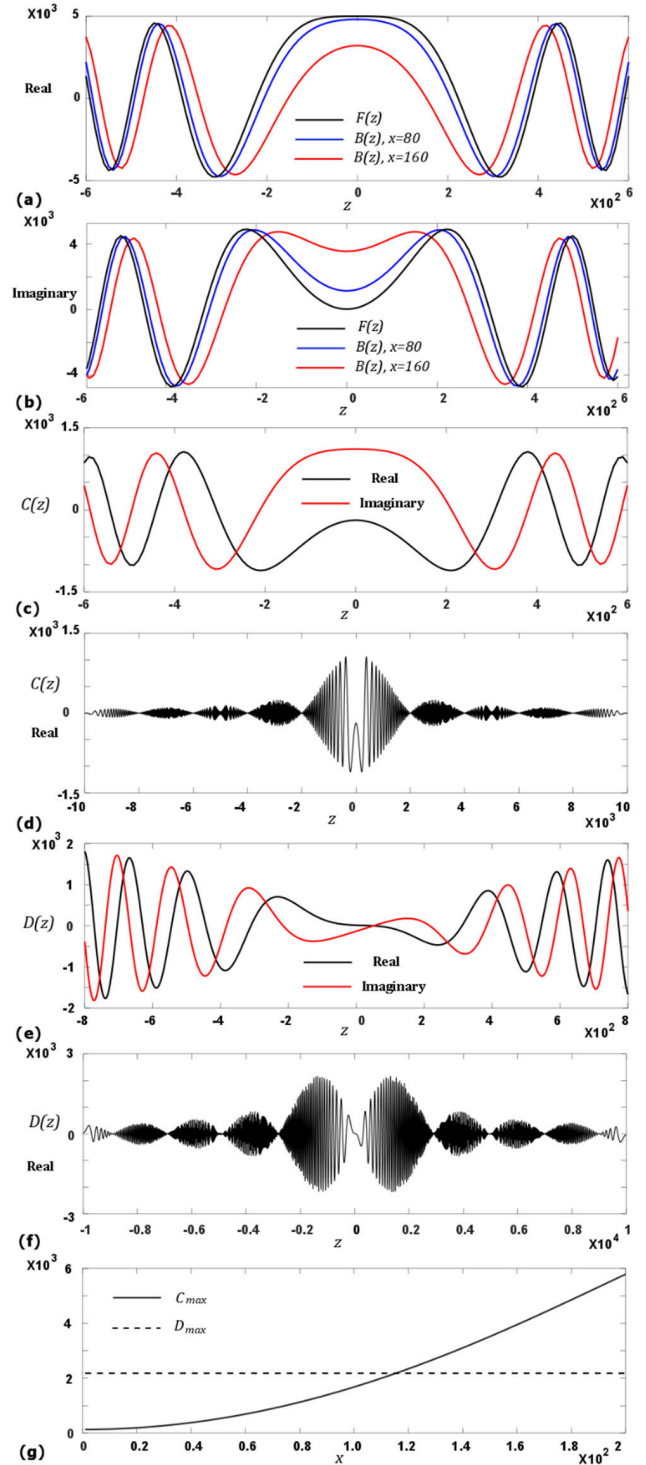 X10³
5
Real
0
F(z)
B(z), x=80
B(z), x=160
-5
-6 -4 -2 0 2 4 6
(a)
z
X10²
X10³
4
Imaginary
0
F(z)
B(z), x=80
B(z), x=160
-4
-6 -4 -2 0 2 4 6
(b)
z
X10²
X10³
1.5
Real
C(z) 0
Imaginary
-1.5
-6 -4 -2 0 2 4 6
(c)
z
X10²
X10³ 1.5
C(z)
0
Real
-1.5
-10 -8 -6 -4 -2 0 2 4 6 8 10
(d)
z
X10³
X10³
2
1
D(z) 0
-1
Real
Imaginary
-2
-8 -6 -4 -2 0 2 4 6 8
(e)
z
X10²
X10³
3
D(z)
0
Real
-3
-1 -0.8 -0.6 -0.4 -0.2 0 0.2 0.4 0.6 0.8 1
(f)
z
X10⁴
X10³
6
C max
4
D max
2
0
0 0.2 0.4 0.6 0.8 1.0 1.2 1.4 1.6 1.8 2
(g)
x
X10²